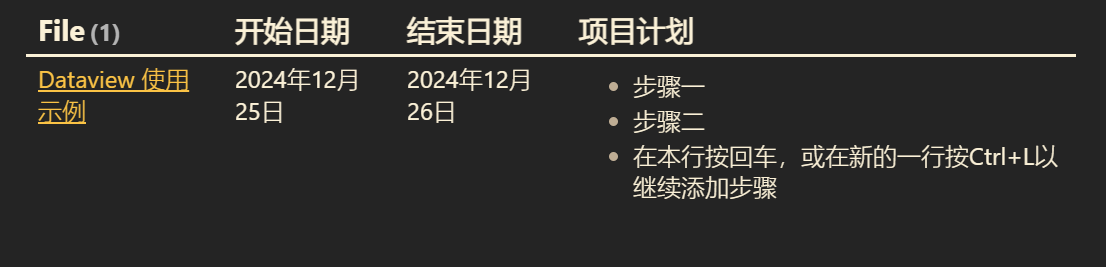 File (1) 开始日期 结束日期 项目计划
Dataview 使用 2024年12月 2024年12月 步骤一
示例 25日 26日 步骤二
在本行按回车，或在新的一行按Ctrl+L以
继续添加步骤